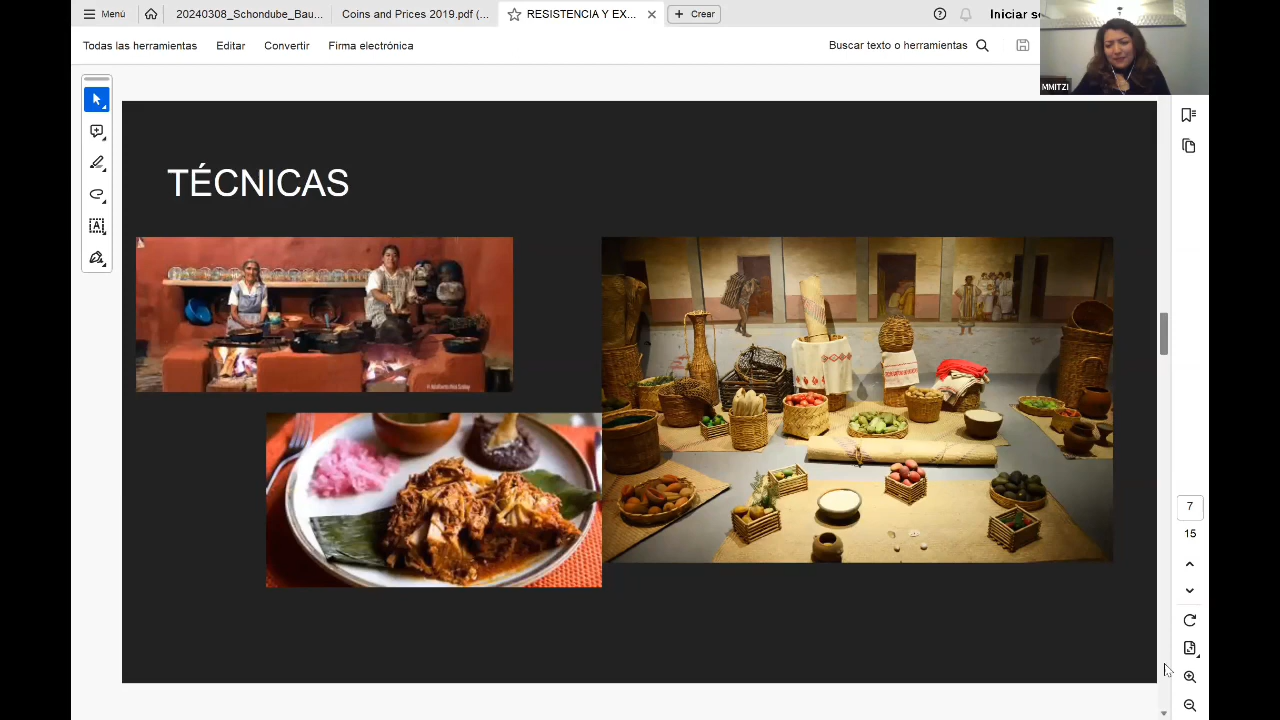 Menú
20240308_Schondube_Bau...
Coins and Prices 2019.pdf (...
RESISTENCIA Y EX...
Crear
Iniciar se
Todas las herramientas
Editar
Convertir
Firma electrónica
Buscar texto o herramientas
MMITZI
TÉCNICAS
7
15